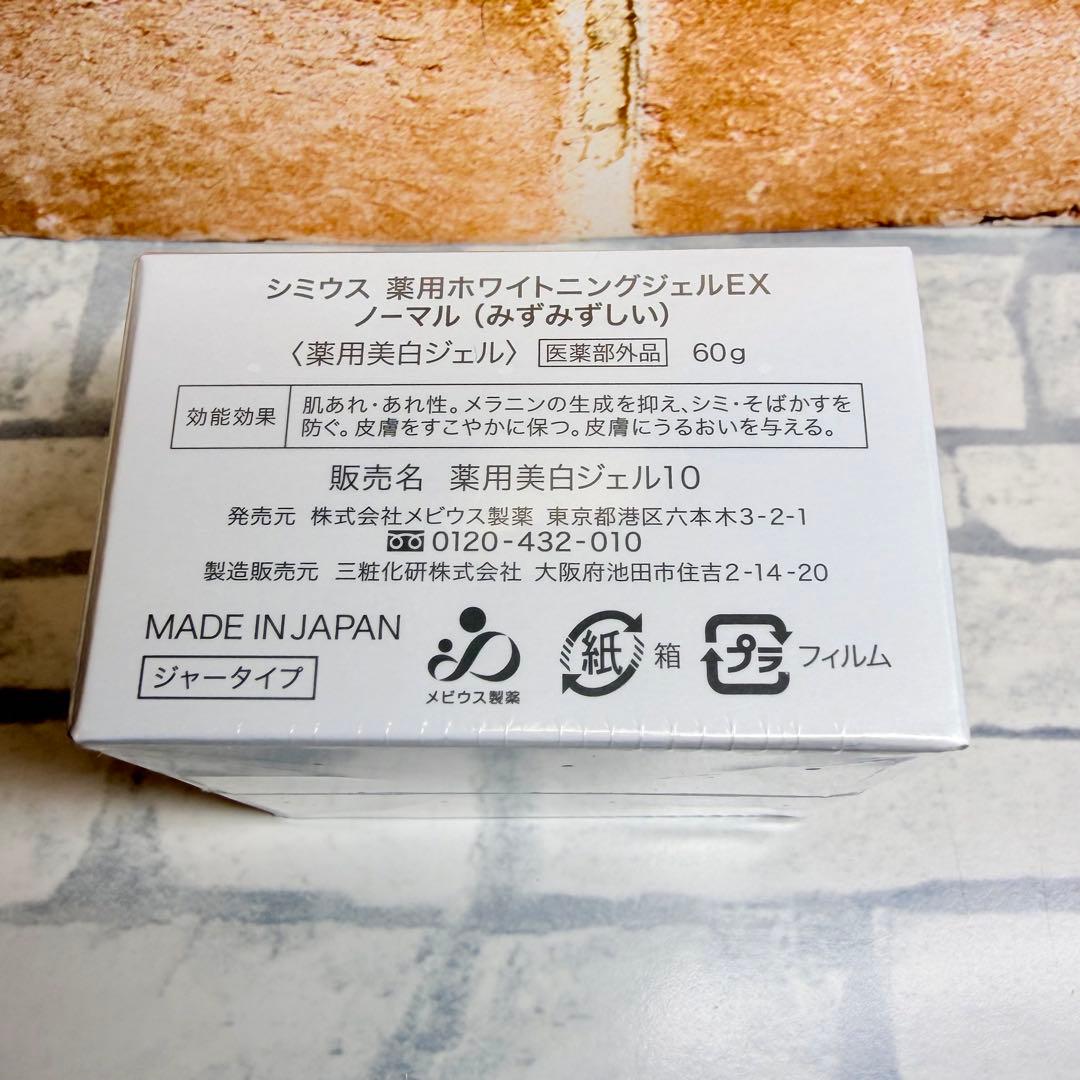 シミウス 薬用ホワイトニングジェルEX
ノーマル（みずみずしい）
〈薬用美白ジェル〉 医薬部外品 60g
効能効果 肌あれ・あれ性。メラニンの生成を抑え、シミ・そばかすを
防ぐ。皮膚をすこやかに保つ。皮膚にうるおいを与える。
販売名 薬用美白ジェル10
発売元 株式会社メビウス製薬 東京都港区六本木3-2-1
0120-432-010
製造販売元 三粧化研株式会社 大阪府池田市住吉2-14-20
MADE IN JAPAN
ジャータイプ
メビウス製薬
紙 箱
プラ フィルム